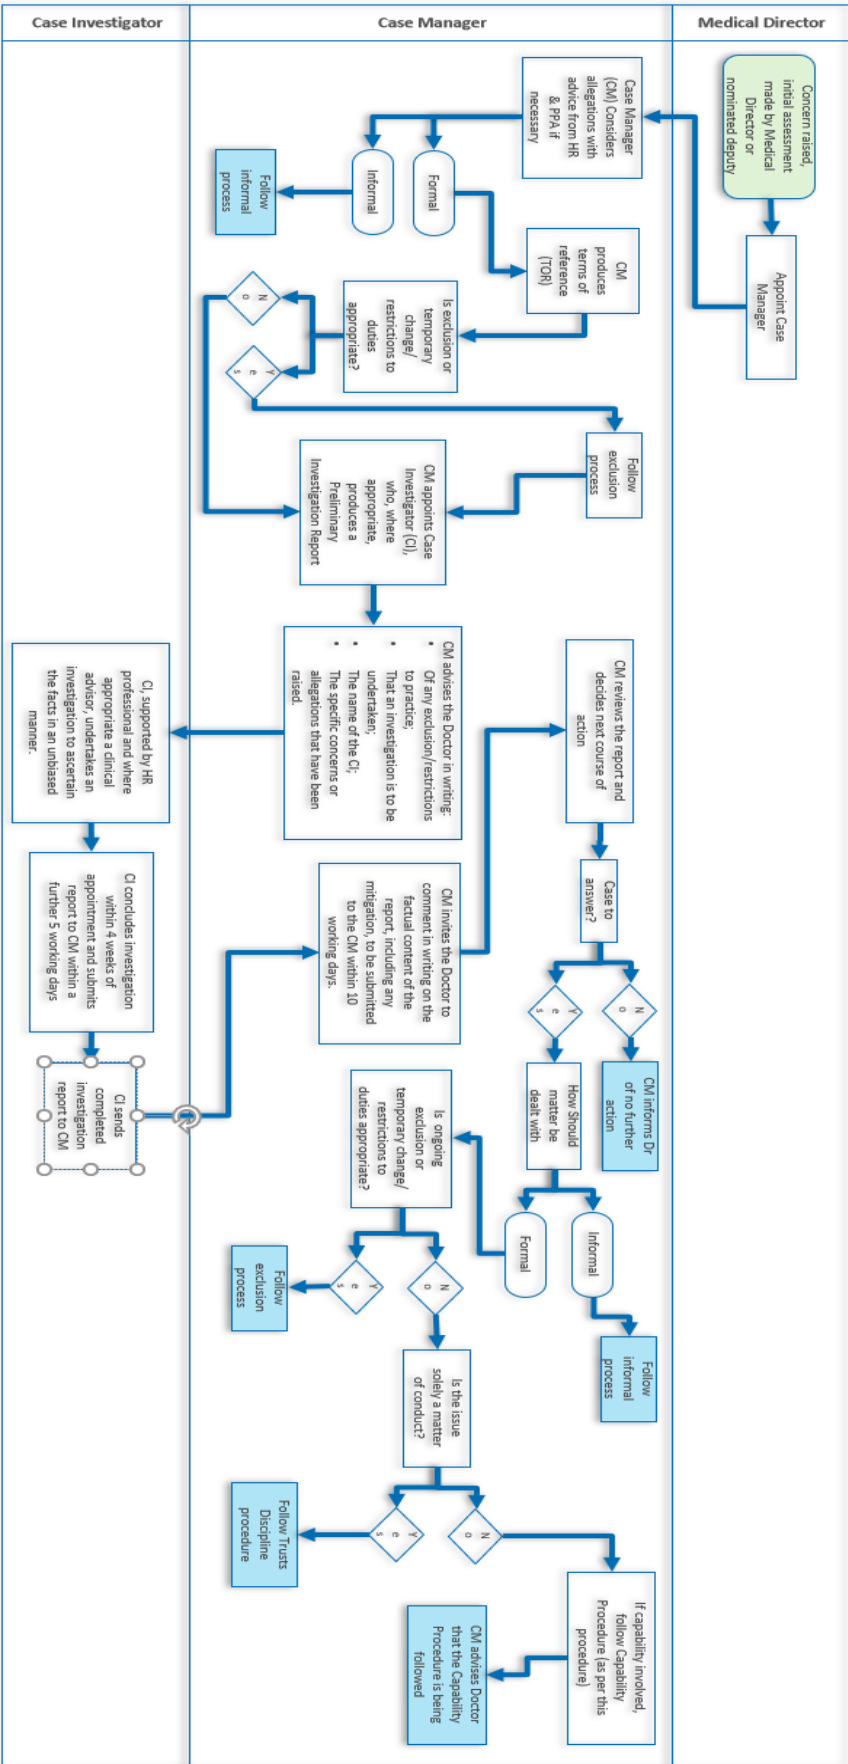 Case Investigator
Case Manager
Medical Director
Concern raised,
initial assessment
made by Medical
Director or
nominated deputy
Appoint Case
Manager
Case Manager
(CM) Considers
allegations with
advice from HR
& PPA if
necessary
Formal
Informal
Follow
informal
process
CM
produces
terms of
reference
(TOR)
Is exclusion or
temporary
change/
restrictions to
duties
appropriate?
N
o
Y
e
s
Follow
exclusion
process
CM appoints Case
Investigator (CI),
who, where
appropriate,
produces a
Preliminary
Investigation Report
CM advises the Doctor in writing:
• Of any exclusion/restrictions
to practice;
• That an investigation is to be
undertaken;
• The name of the CI;
• The specific concerns or
allegations that have been
raised.
CI, supported by HR
professional and where
appropriate a clinical
advisor, undertakes an
investigation to ascertain
the facts in an unbiased
manner.
CI concludes investigation
within 4 weeks of
appointment and submits
report to CM within a
further 5 working days
CI sends
completed
investigation
report to CM
CM invites the Doctor to
comment in writing on the
factual content of the
report, including any
mitigation, to be submitted
to the CM within 10
working days.
CM reviews the report and
decides next course of
action
Case to
answer?
N
o
Y
e
s
CM informs Dr
of no further
action
How Should
matter be
dealt with
Informal
Formal
Follow
informal
process
Is ongoing
exclusion or
temporary change/
restrictions to
duties appropriate?
N
o
Y
e
s
Follow
exclusion
process
Is the issue
solely a matter
of conduct?
N
o
Y
e
s
Follow Trusts
Discipline
procedure
If capability involved,
follow Capability
Procedure (as per this
procedure)
CM advises Doctor
that the Capability
Procedure is being
followed